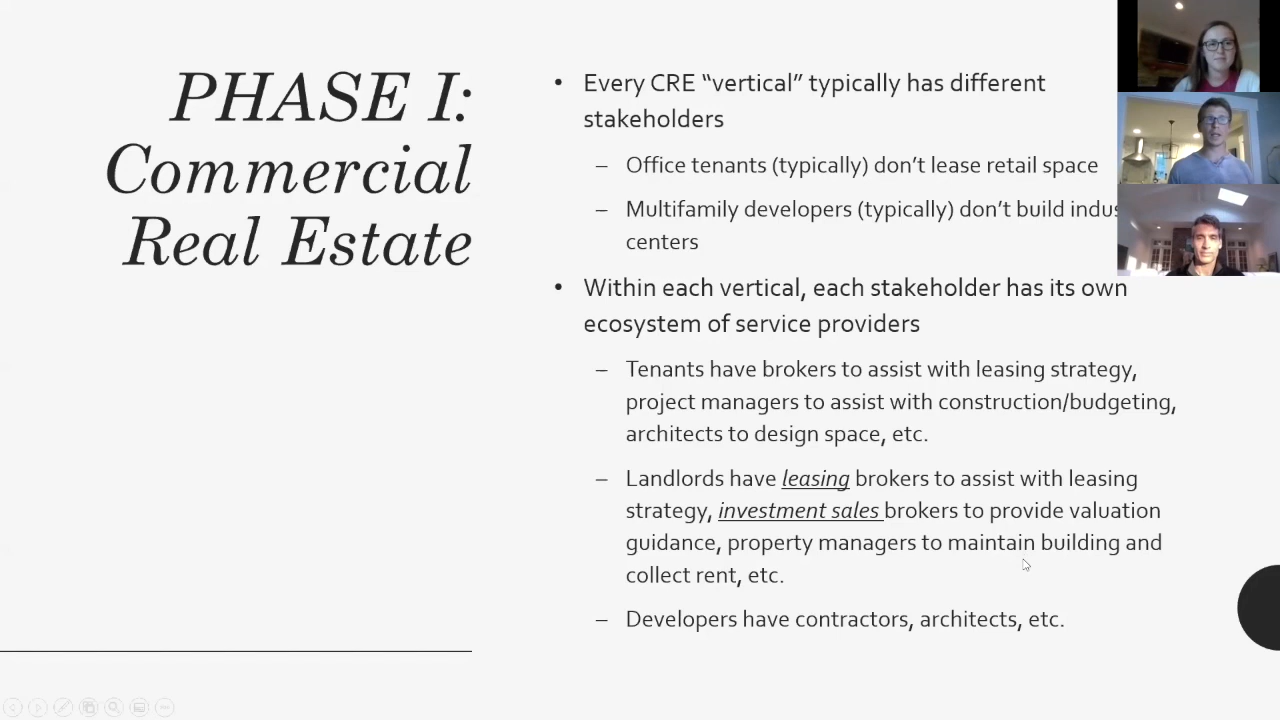 PHASE I:
Commercial
Real Estate
• Every CRE “vertical” typically has different
stakeholders
– Office tenants (typically) don’t lease retail space
– Multifamily developers (typically) don’t build
centers
• Within each vertical, each stakeholder has its own
ecosystem of service providers
– Tenants have brokers to assist with leasing strategy,
project managers to assist with construction/budgeting,
architects to design space, etc.
– Landlords have leasing brokers to assist with leasing
strategy, investment sales brokers to provide valuation
guidance, property managers to maintain building and
collect rent, etc.
– Developers have contractors, architects, etc.